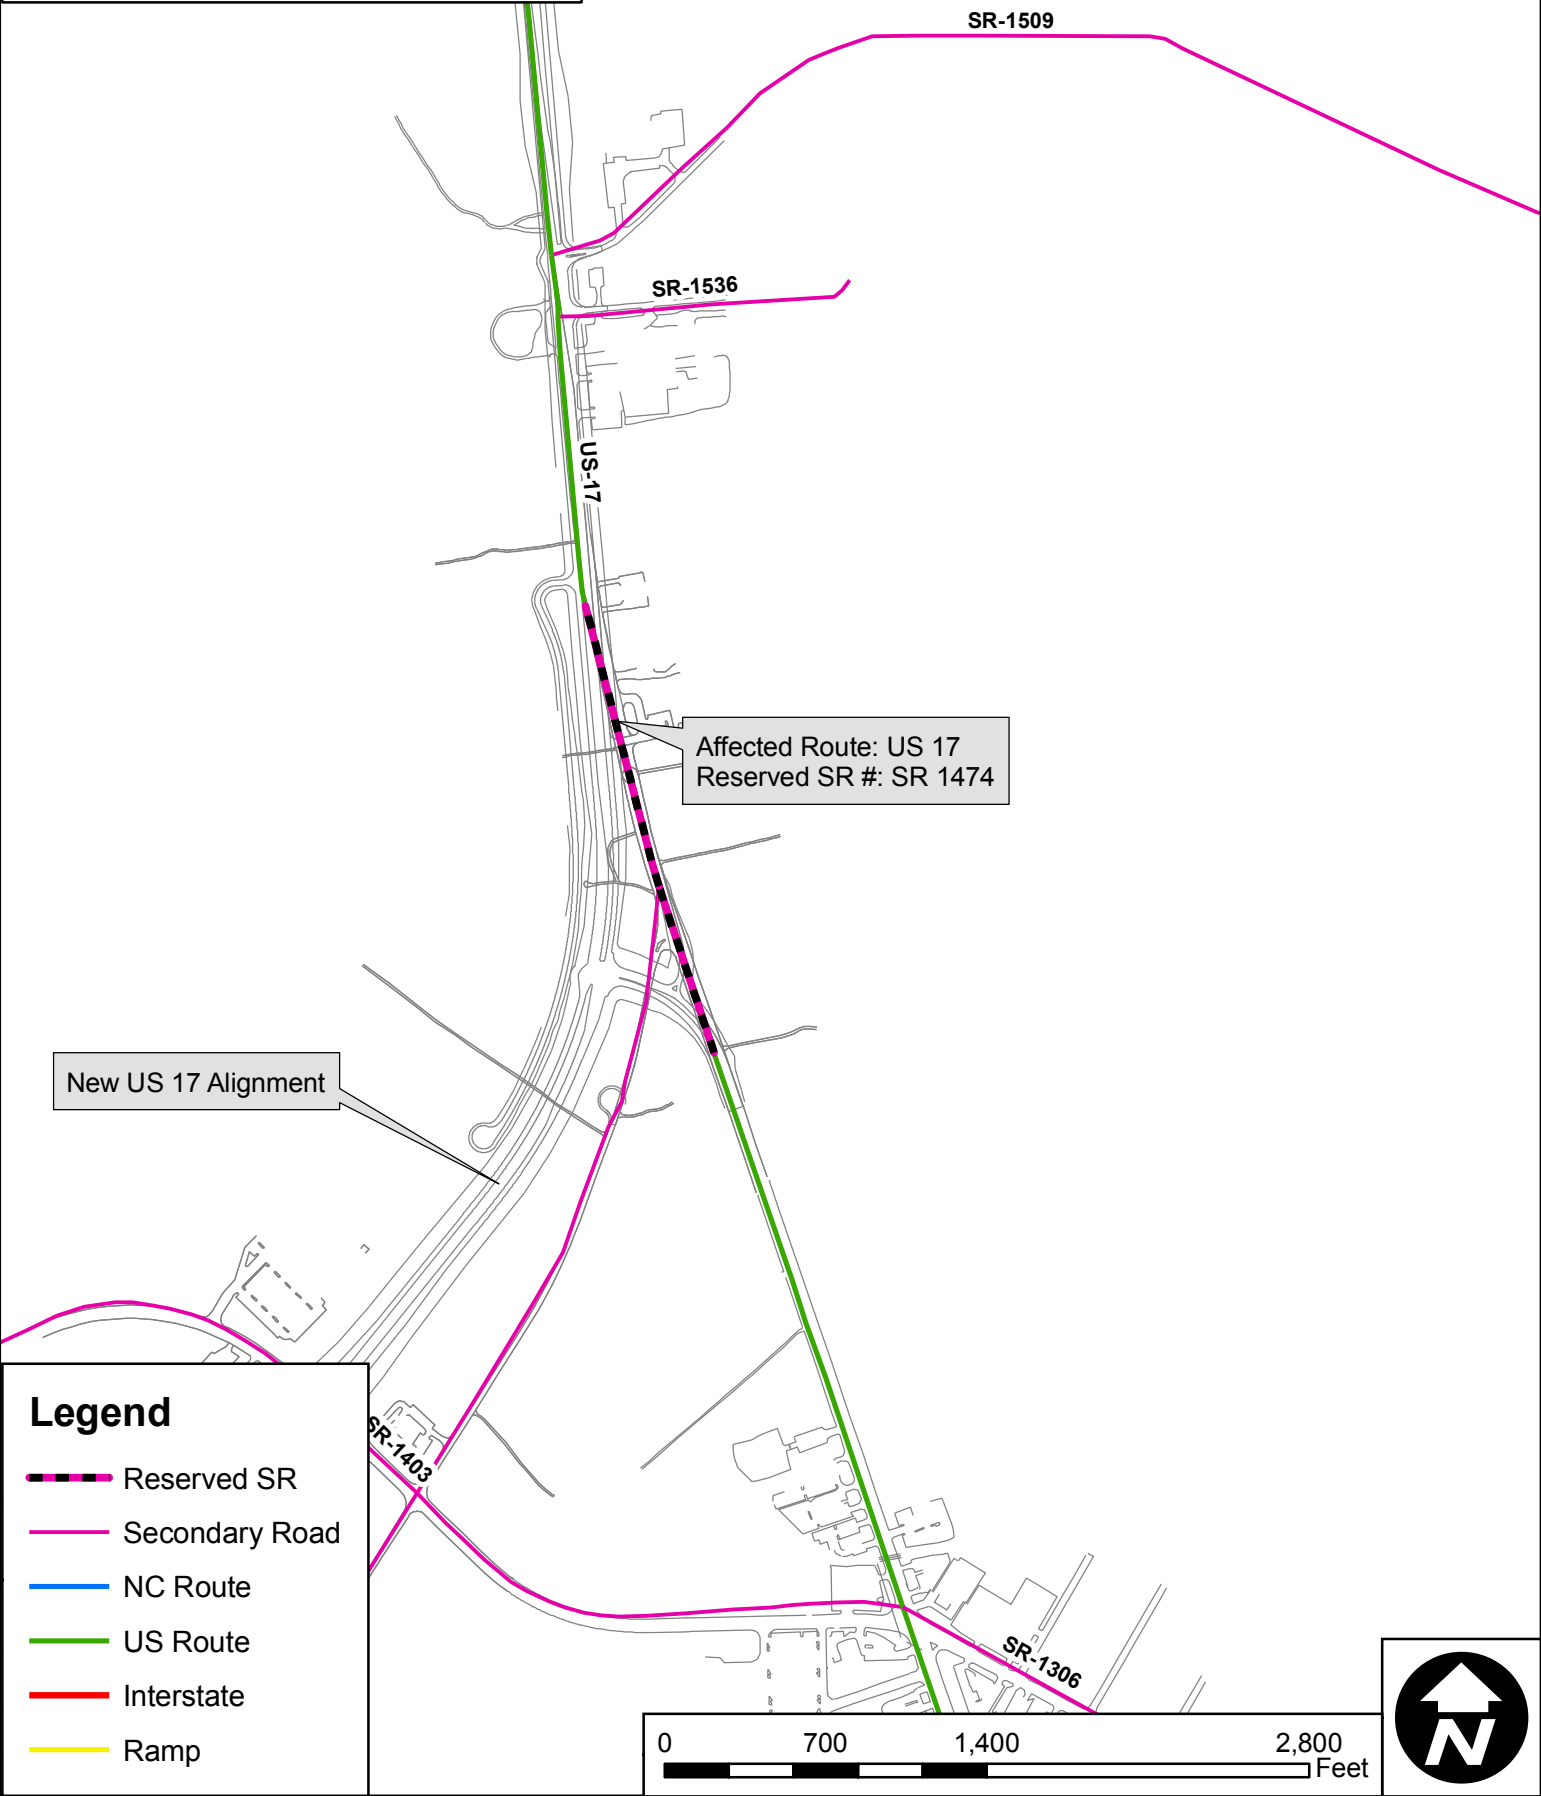 SR-1509
SR-1536
US-17
Affected Route: US 17
Reserved SR #: SR 1474
New US 17 Alignment
SR-1403
SR-1306
Legend
Reserved SR
Secondary Road
NC Route
US Route
Interstate
Ramp
0 700 1,400 2,800
Feet
N